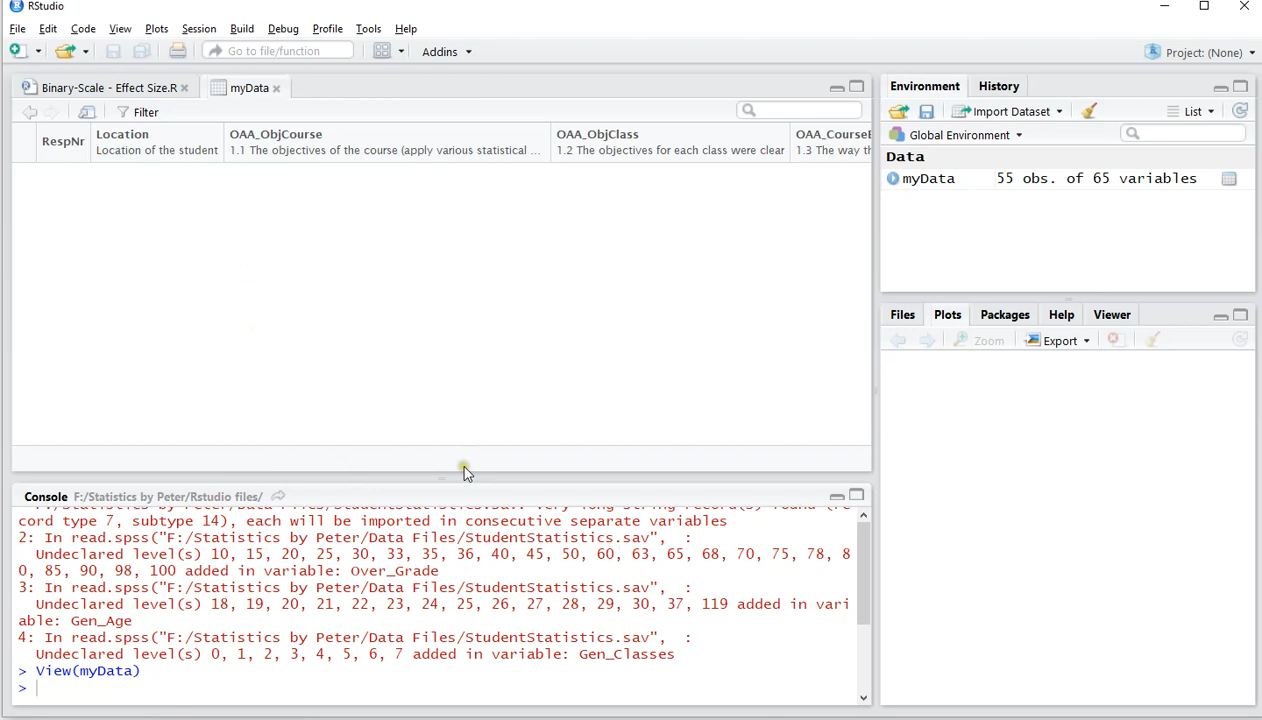 RStudio
File Edit Code View Plots Session Build Debug Profile Tools Help
Go to file/function Addins Project: (None)
Binary-Scale - Effect Size.R myData
Filter
RespNr Location OAA_ObjCourse OAA_ObjClass
Location of the student 1.1 The objectives of the course (apply various statistical ... 1.2 The objectives for each class were clear 1.3 The way
Environment History
Import Dataset List
Global Environment
Data
myData 55 obs. of 65 variables
Files Plots Packages Help Viewer
Zoom Export
Console F:/Statistics by Peter/Rstudio files/
cord type 7, subtype 14), each will be imported in consecutive separate variables
2: In read.spss("F:/Statistics by Peter/Data Files/StudentStatistics.sav", :
Undeclared level(s) 10, 15, 20, 25, 30, 33, 35, 36, 40, 45, 50, 60, 63, 65, 68, 70, 75, 78, 8
0, 85, 90, 98, 100 added in variable: Over_Grade
3: In read.spss("F:/Statistics by Peter/Data Files/StudentStatistics.sav", :
Undeclared level(s) 18, 19, 20, 21, 22, 23, 24, 25, 26, 27, 28, 29, 30, 37, 119 added in vari
able: Gen_Age
4: In read.spss("F:/Statistics by Peter/Data Files/StudentStatistics.sav", :
Undeclared level(s) 0, 1, 2, 3, 4, 5, 6, 7 added in variable: Gen_Classes
> View(myData)
>